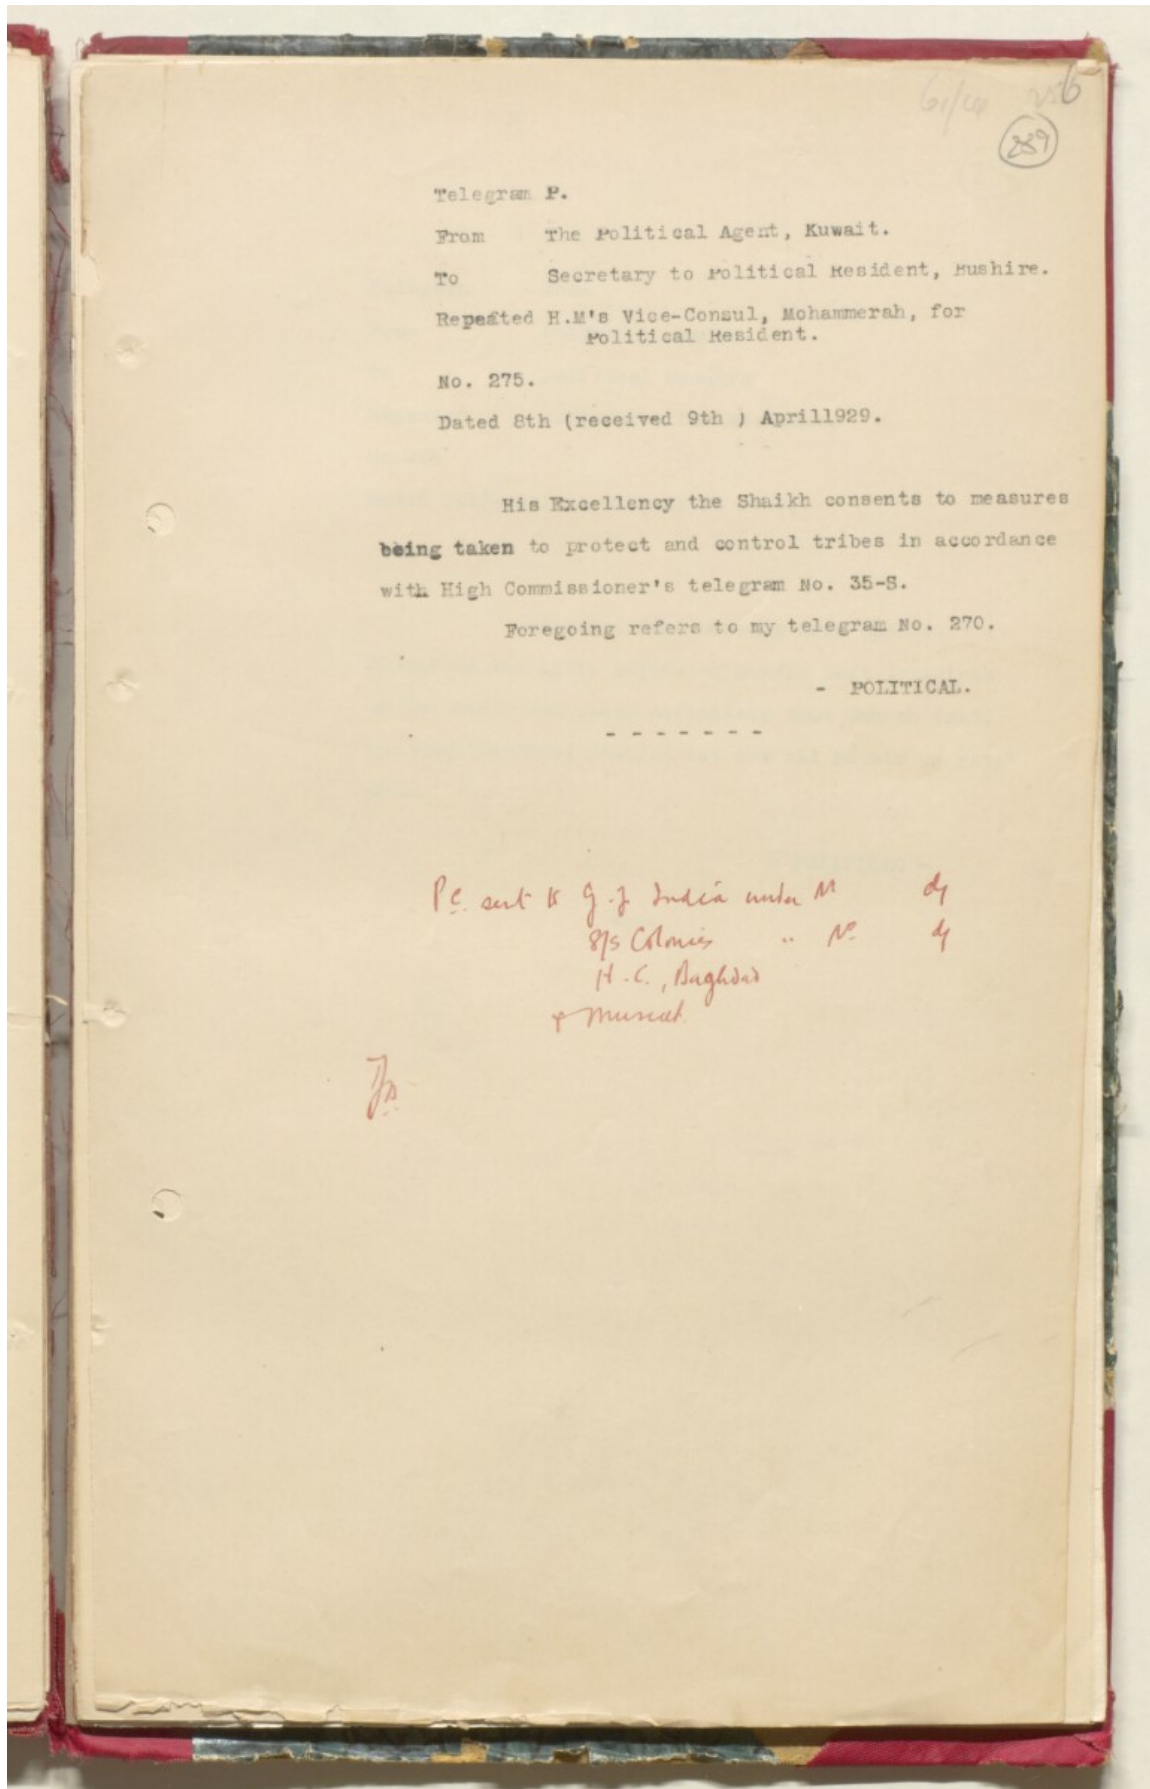 6/14 256
289
Telegram P.
From The Political Agent, Kuwait.
To Secretary to Political Resident, Bushire.
Repeated H.M's Vice-Consul, Mohammerah, for
Political Resident.
No. 275.
Dated 8th (received 9th ) April1929.
His Excellency the Shaikh consents to measures
being taken to protect and control tribes in accordance
with High Commissioner's telegram No. 35-S.
Foregoing refers to my telegram No. 270.
- POLITICAL.
- - - - - - -
P.C. sent to G. of India under No
S/S Colonies " No
H.C., Baghdad
& Muscat.